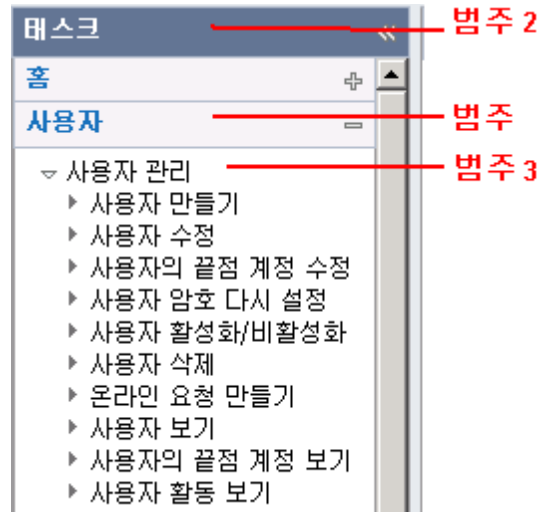 태스크 « 범주 2
홈
사용자 범주
사용자 관리 범주 3
사용자 만들기
사용자 수정
사용자의 끝점 계정 수정
사용자 암호 다시 설정
사용자 활성화/비활성화
사용자 삭제
온라인 요청 만들기
사용자 보기
사용자의 끝점 계정 보기
사용자 활동 보기